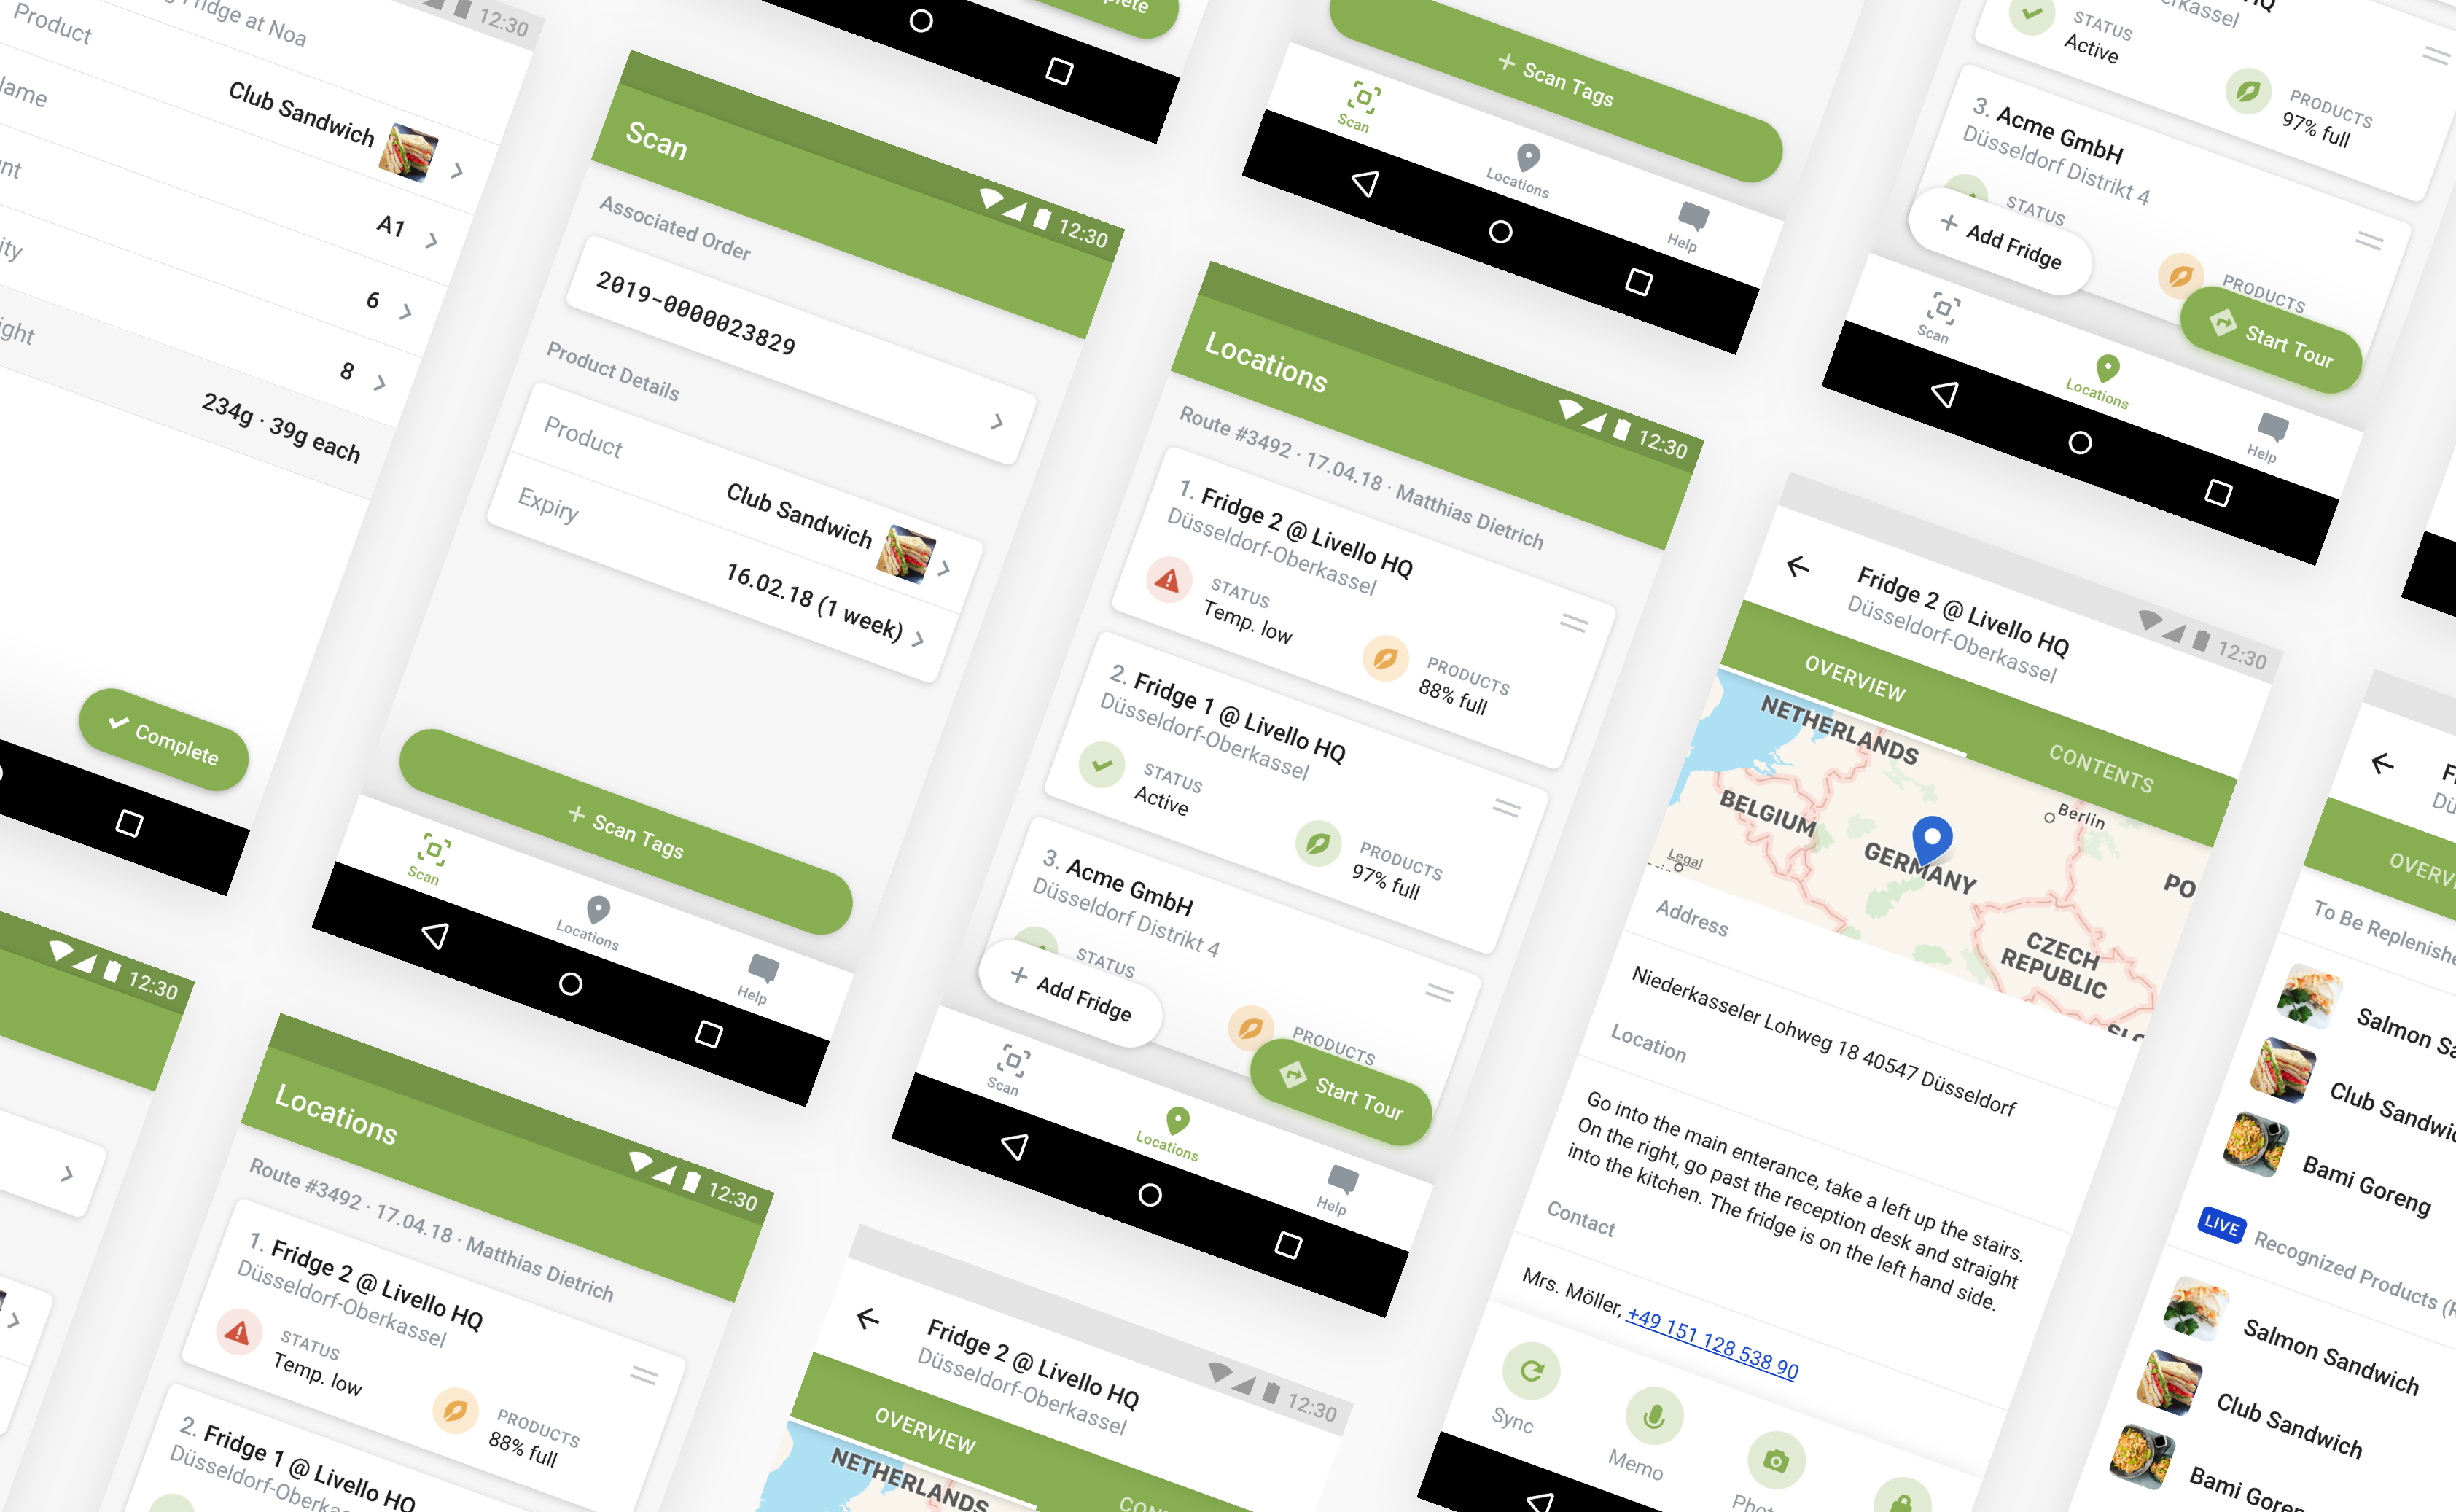 Fridge at Noa
12:30
Product
Club Sandwich
A1
6
8
234g · 39g each
Complete
12:30
Scan
12:30
Associated Order
2019-0000023829
Product Details
Product
Club Sandwich
Expiry
16.02.18 (1 week)
+ Scan Tags
Scan
Locations
Help
+ Scan Tags
Scan
Locations
Help
Locations
12:30
Route #3492 · 17.04.18 · Matthias Dietrich
1. Fridge 2 @ Livello HQ
Düsseldorf-Oberkassel
STATUS
Temp. low
PRODUCTS
88% full
2. Fridge 1 @ Livello HQ
Düsseldorf-Oberkassel
STATUS
Active
PRODUCTS
97% full
3. Acme GmbH
Düsseldorf Distrikt 4
STATUS
PRODUCTS
+ Add Fridge
Start Tour
Scan
Locations
Help
STATUS
Active
PRODUCTS
97% full
3. Acme GmbH
Düsseldorf Distrikt 4
STATUS
PRODUCTS
+ Add Fridge
Start Tour
Scan
Locations
Help
Locations
12:30
Route #3492 · 17.04.18 · Matthias Dietrich
1. Fridge 2 @ Livello HQ
Düsseldorf-Oberkassel
STATUS
Temp. low
PRODUCTS
88% full
2. Fridge 1 @ Livello HQ
Düsseldorf-Oberkassel
12:30
Fridge 2 @ Livello HQ
Düsseldorf-Oberkassel
OVERVIEW
CONTENTS
NETHERLANDS
BELGIUM
Berlin
GERMANY
CZECH
REPUBLIC
Legal
Address
Niederkasseler Lohweg 18 40547 Düsseldorf
Location
Go into the main enterance, take a left up the stairs.
On the right, go past the reception desk and straight
into the kitchen. The fridge is on the left hand side.
Contact
Mrs. Möller, +49 151 128 538 90
Sync
Memo
12:30
Fridge 2 @ Livello HQ
Düsseldorf-Oberkassel
OVERVIEW
NETHERLANDS
To Be
Salmon
Club
Bami Goreng
LIVE Recognized Products
Salmon Sandwich
Club Sandwich
Bami